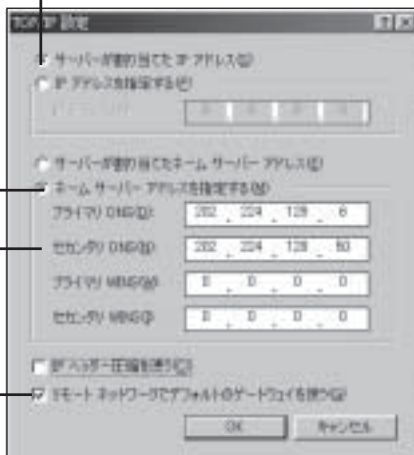 TCP/IP 設定
サーバーが割り当てた IP アドレス(S)
IP アドレスを指定する(P)
サーバーが割り当てたネーム サーバー アドレス(E)
ネーム サーバー アドレスを指定する(M)
プライマリ DNS(D): 202 . 224 . 128 . 6
セカンダリ DNS(N): 202 . 224 . 128 . 50
プライマリ WINS(W): 0 . 0 . 0 . 0
セカンダリ WINS(I): 0 . 0 . 0 . 0
IP ヘッダー圧縮を使う(C)
リモート ネットワークでデフォルトのゲートウェイを使う(G)
OK キャンセル